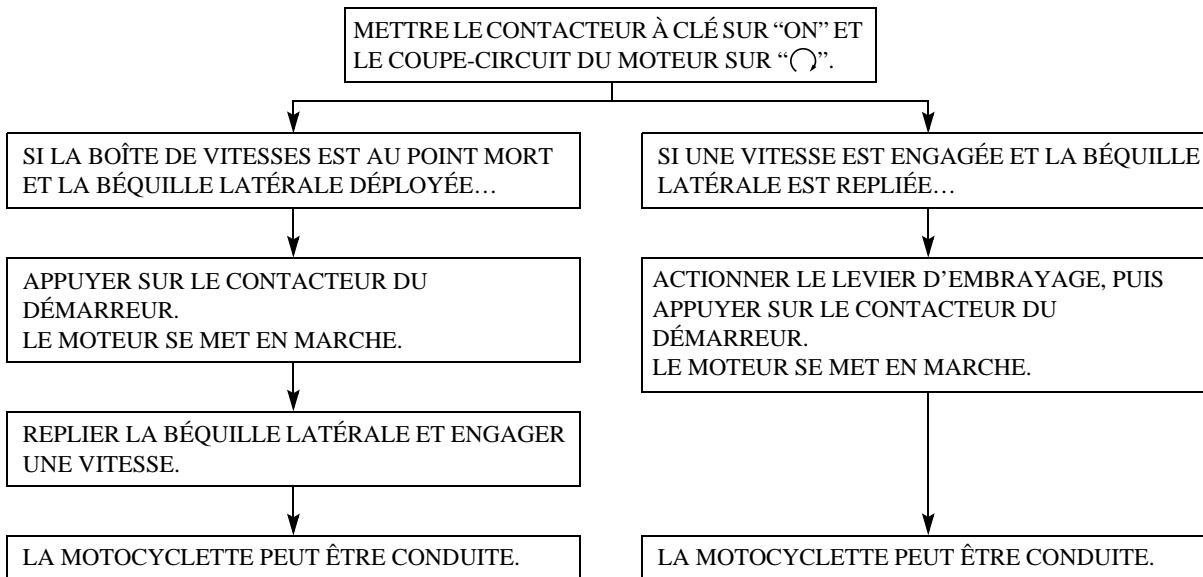 METTRE LE CONTACTEUR À CLÉ SUR “ON” ET
LE COUPE-CIRCUIT DU MOTEUR SUR “”.
SI LA BOÎTE DE VITESSES EST AU POINT MORT
ET LA BÉQUILLE LATÉRALE DÉPLOYÉE…
APPUYER SUR LE CONTACTEUR DU
DÉMARREUR.
LE MOTEUR SE MET EN MARCHE.
REPLIER LA BÉQUILLE LATÉRALE ET ENGAGER
UNE VITESSE.
LA MOTOCYCLETTE PEUT ÊTRE CONDUITE.
SI UNE VITESSE EST ENGAGÉE ET LA BÉQUILLE
LATÉRALE EST REPLIÉE…
ACTIONNER LE LEVIER D’EMBRAYAGE, PUIS
APPUYER SUR LE CONTACTEUR DU
DÉMARREUR.
LE MOTEUR SE MET EN MARCHE.
LA MOTOCYCLETTE PEUT ÊTRE CONDUITE.